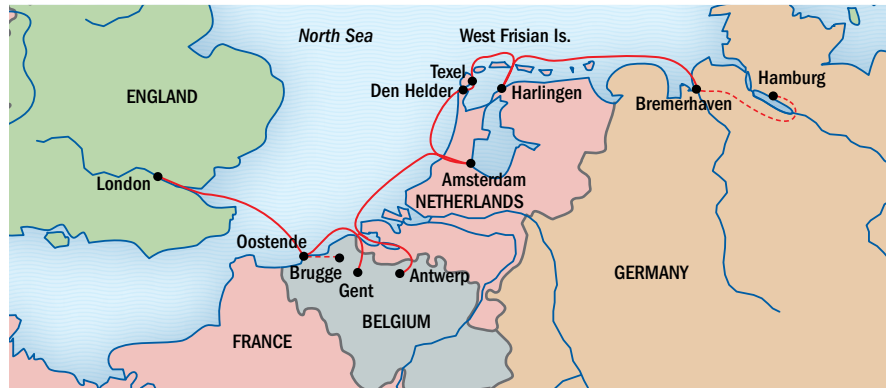 North Sea
West Frisian Is.
Texel
Den Helder
Harlingen
Hamburg
Bremerhaven
ENGLAND
London
Amsterdam
NETHERLANDS
Oostende
Brugge
Gent
Antwerp
GERMANY
BELGIUM
FRANCE